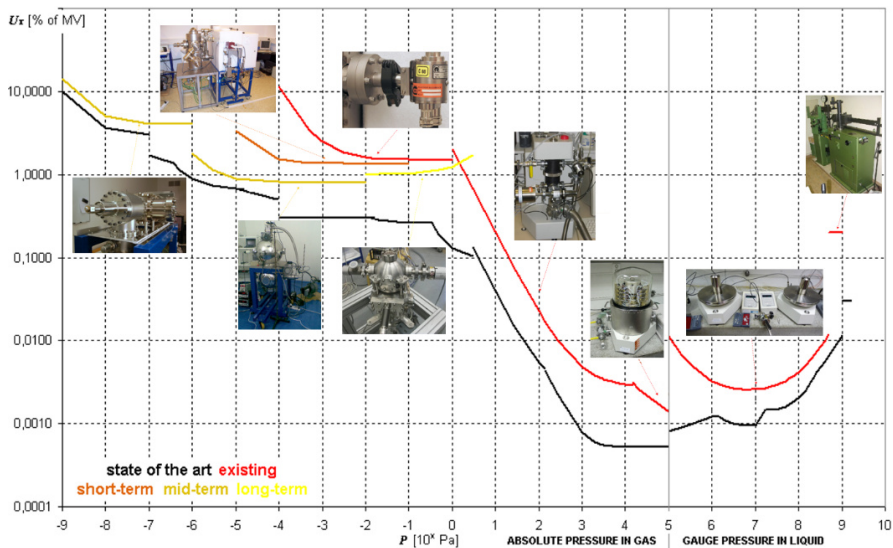 Ur [% of MV]
10,0000
1,0000
0,1000
0,0100
0,0010
0,0001
state of the art existing
short-term mid-term long-term
-9 -8 -7 -6 -5 -4 -3 -2 -1 0 1 2 3 4 5 6 7 8 9 10
P [10ˣ Pa] ABSOLUTE PRESSURE IN GAS GAUGE PRESSURE IN LIQUID